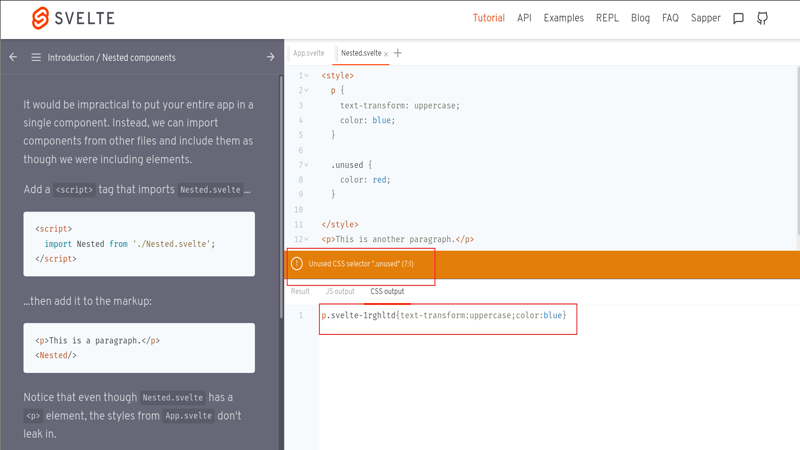 SVELTE
Tutorial API Examples REPL Blog FAQ Sapper
Introduction / Nested components
It would be impractical to put your entire app in a
single component. Instead, we can import
components from other files and include them as
though we were including elements.
Add a <script> tag that imports Nested.svelte…
<script>
import Nested from './Nested.svelte';
</script>
…then add it to the markup:
<p>This is a paragraph.</p>
<Nested/>
Notice that even though Nested.svelte has a
<p> element, the styles from App.svelte don't
leak in.
App.svelte Nested.svelte × +
1 <style>
2 p {
3 text-transform: uppercase;
4 color: blue;
5 }
6
7 .unused {
8 color: red;
9 }
10
11 </style>
12 <p>This is another paragraph.</p>
! Unused CSS selector ".unused" (7:1)
Result JS output CSS output
1 p.svelte-1rghltd{text-transform:uppercase;color:blue}